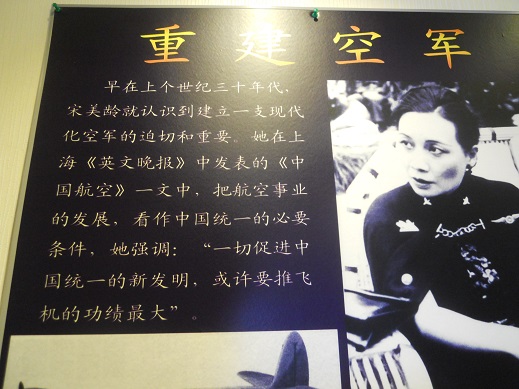 重建空军
早在上个世纪三十年代，
宋美龄就认识到建立一支现代
化空军的迫切和重要。她在上
海《英文晚报》中发表的《中
国航空》一文中，把航空事业
的发展，看作中国统一的必要
条件，她强调：“一切促进中
国统一的新发明，或许要推飞
机的功绩最大”。